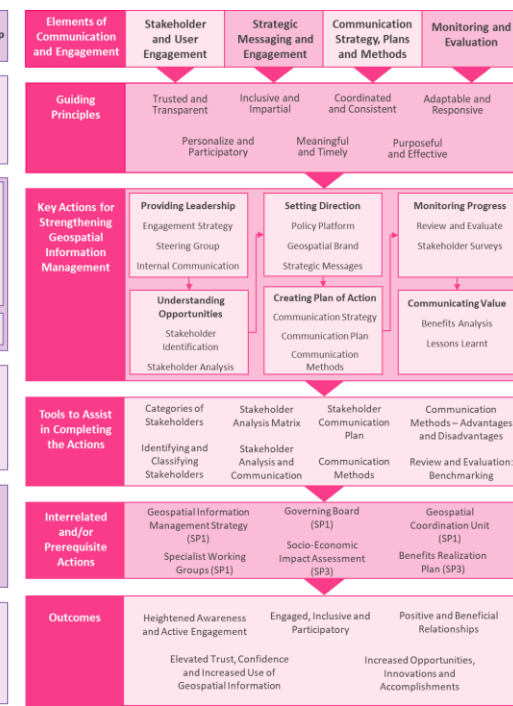 p
Elements of
Communication
and Engagement
Stakeholder
and User
Engagement
Strategic
Messaging and
Engagement
Communication
Strategy, Plans
and Methods
Monitoring and
Evaluation
Guiding
Principles
Trusted and
Transparent
Inclusive and
Impartial
Coordinated
and Consistent
Adaptable and
Responsive
Personalize and
Participatory
Meaningful
and Timely
Purposeful
and Effective
Key Actions for
Strengthening
Geospatial
Information
Management
Providing Leadership
Engagement Strategy
Steering Group
Internal Communication
Understanding
Opportunities
Stakeholder
Identification
Stakeholder Analysis
Setting Direction
Policy Platform
Geospatial Brand
Strategic Messages
Creating Plan of Action
Communication Strategy
Communication Plan
Communication
Methods
Monitoring Progress
Review and Evaluate
Stakeholder Surveys
Communicating Value
Benefits Analysis
Lessons Learnt
Tools to Assist
in Completing
the Actions
Categories of
Stakeholders
Stakeholder
Analysis Matrix
Stakeholder
Communication
Plan
Communication
Methods – Advantages
and Disadvantages
Identifying and
Classifying
Stakeholders
Stakeholder
Analysis and
Communication
Communication
Methods
Review and Evaluation:
Benchmarking
Interrelated
and/or
Prerequisite
Actions
Geospatial Information
Management Strategy
(SP1)
Governing Board
(SP1)
Geospatial
Coordination Unit
(SP1)
Specialist Working
Groups (SP1)
Socio-Economic
Impact Assessment
(SP3)
Benefits Realization
Plan (SP3)
Outcomes
Heightened Awareness
and Active Engagement
Engaged, Inclusive and
Participatory
Positive and Beneficial
Relationships
Elevated Trust, Confidence
and Increased Use of
Geospatial Information
Increased Opportunities,
Innovations and
Accomplishments